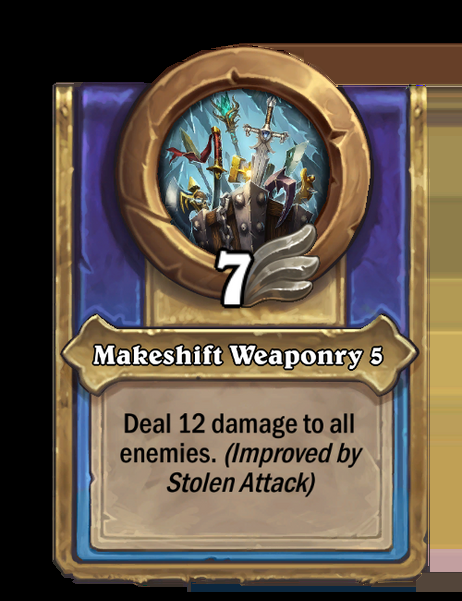 7
Makeshift Weaponry 5
Deal 12 damage to all
enemies. (Improved by
Stolen Attack)